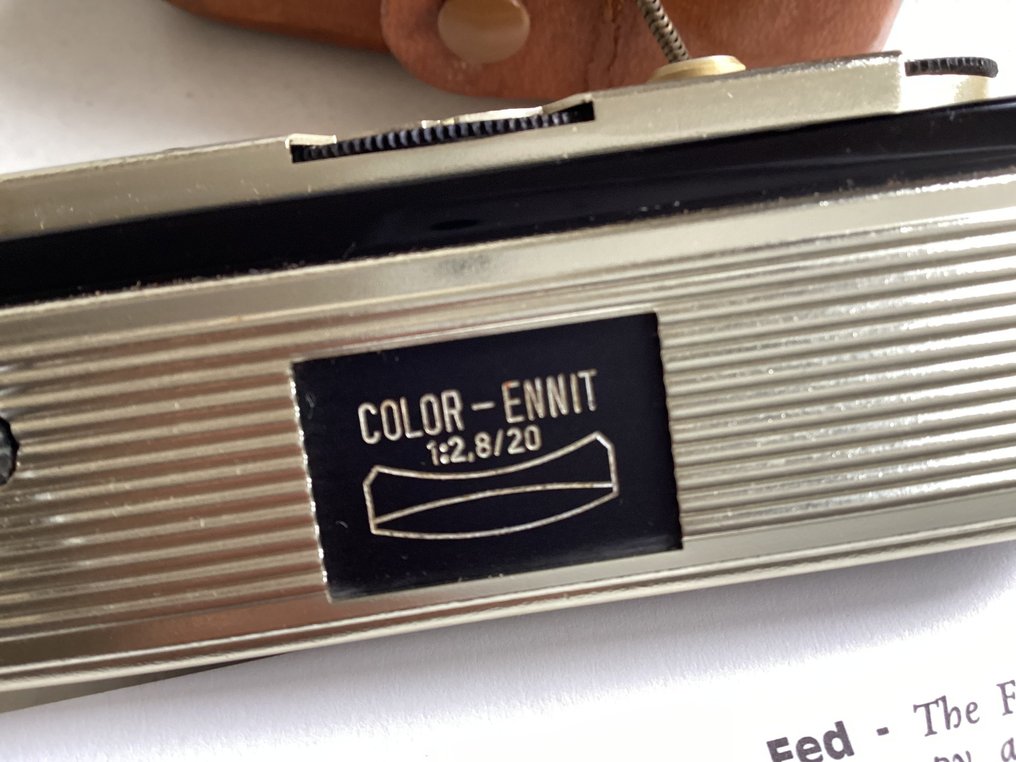 COLOR-ENNIT
1:2,8/20
Fed - The